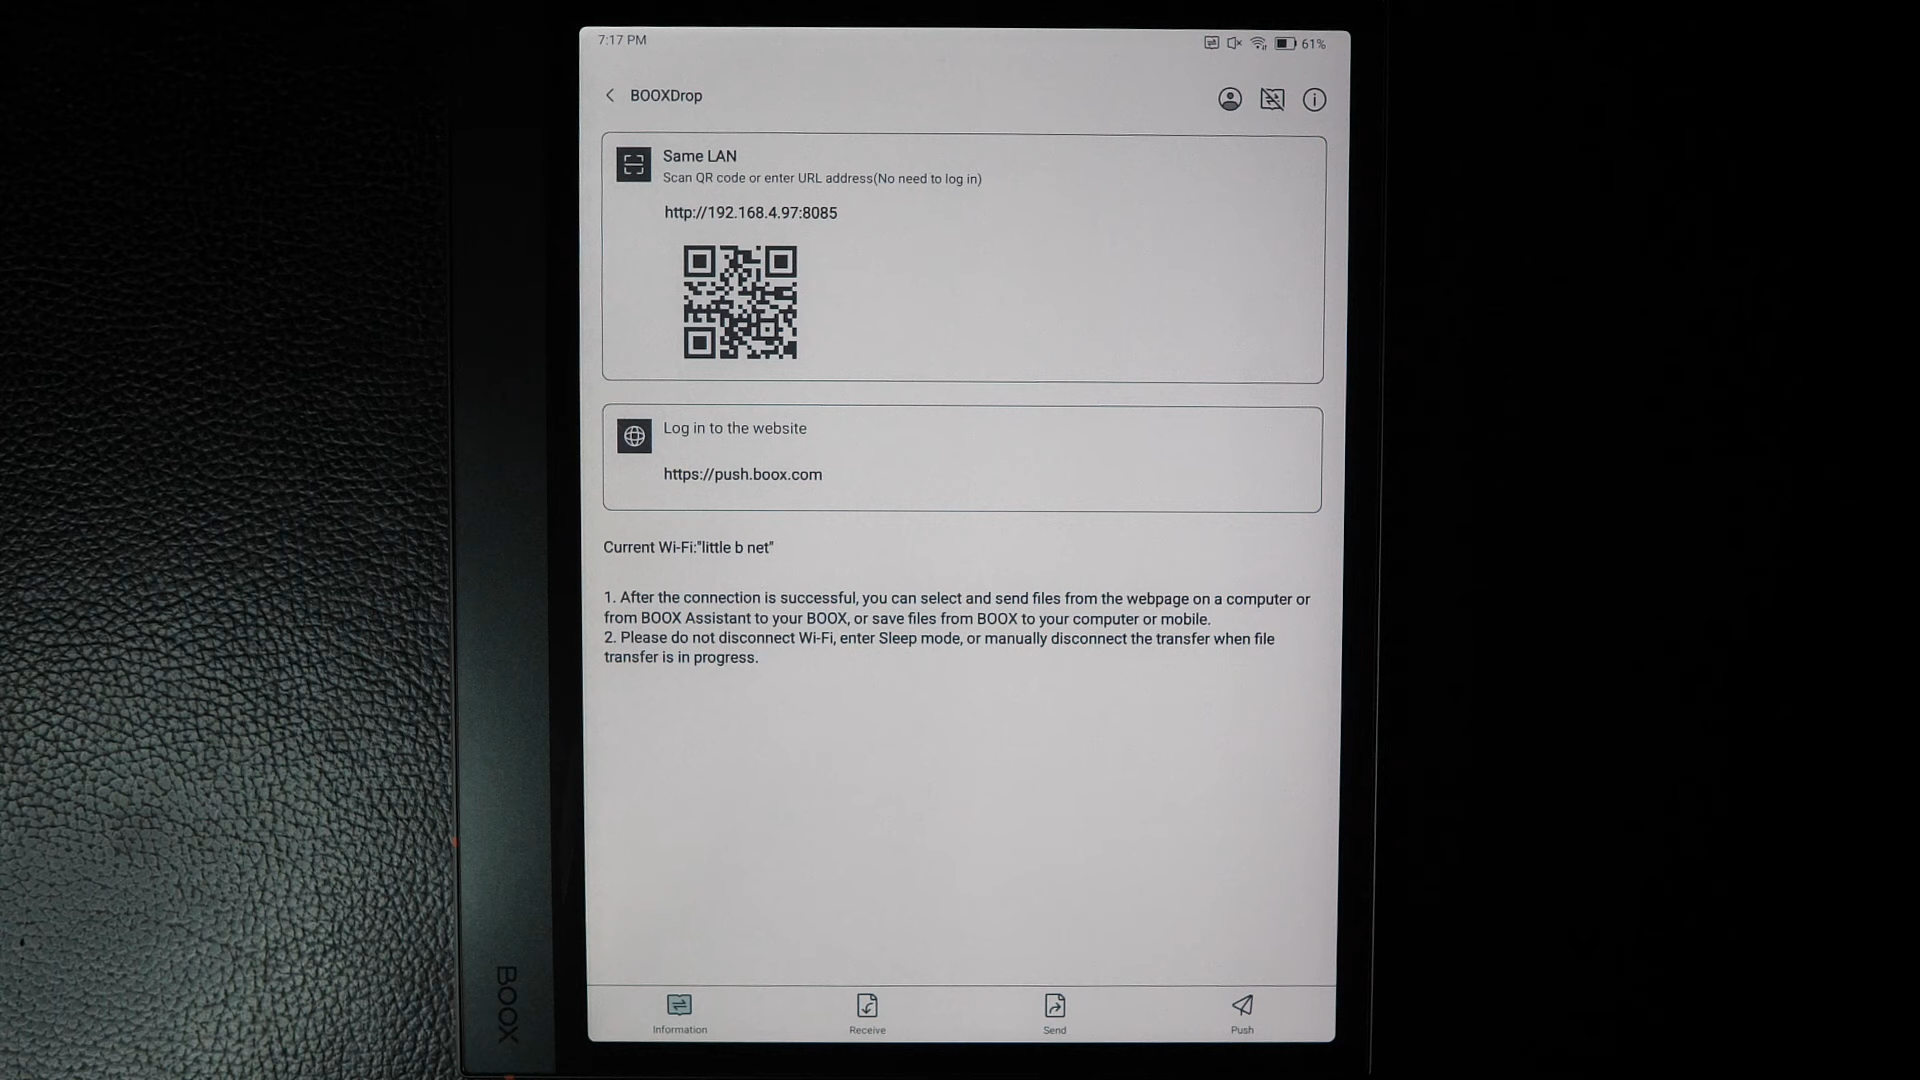 7:17 PM
61%
BOOXDrop
Same LAN
Scan QR code or enter URL address(No need to log in)
http://192.168.4.97:8085
Log in to the website
https://push.boox.com
Current Wi-Fi:"little b net"
1. After the connection is successful, you can select and send files from the webpage on a computer or
from BOOX Assistant to your BOOX, or save files from BOOX to your computer or mobile.
2. Please do not disconnect Wi-Fi, enter Sleep mode, or manually disconnect the transfer when file
transfer is in progress.
Information
Receive
Send
Push
BOOX